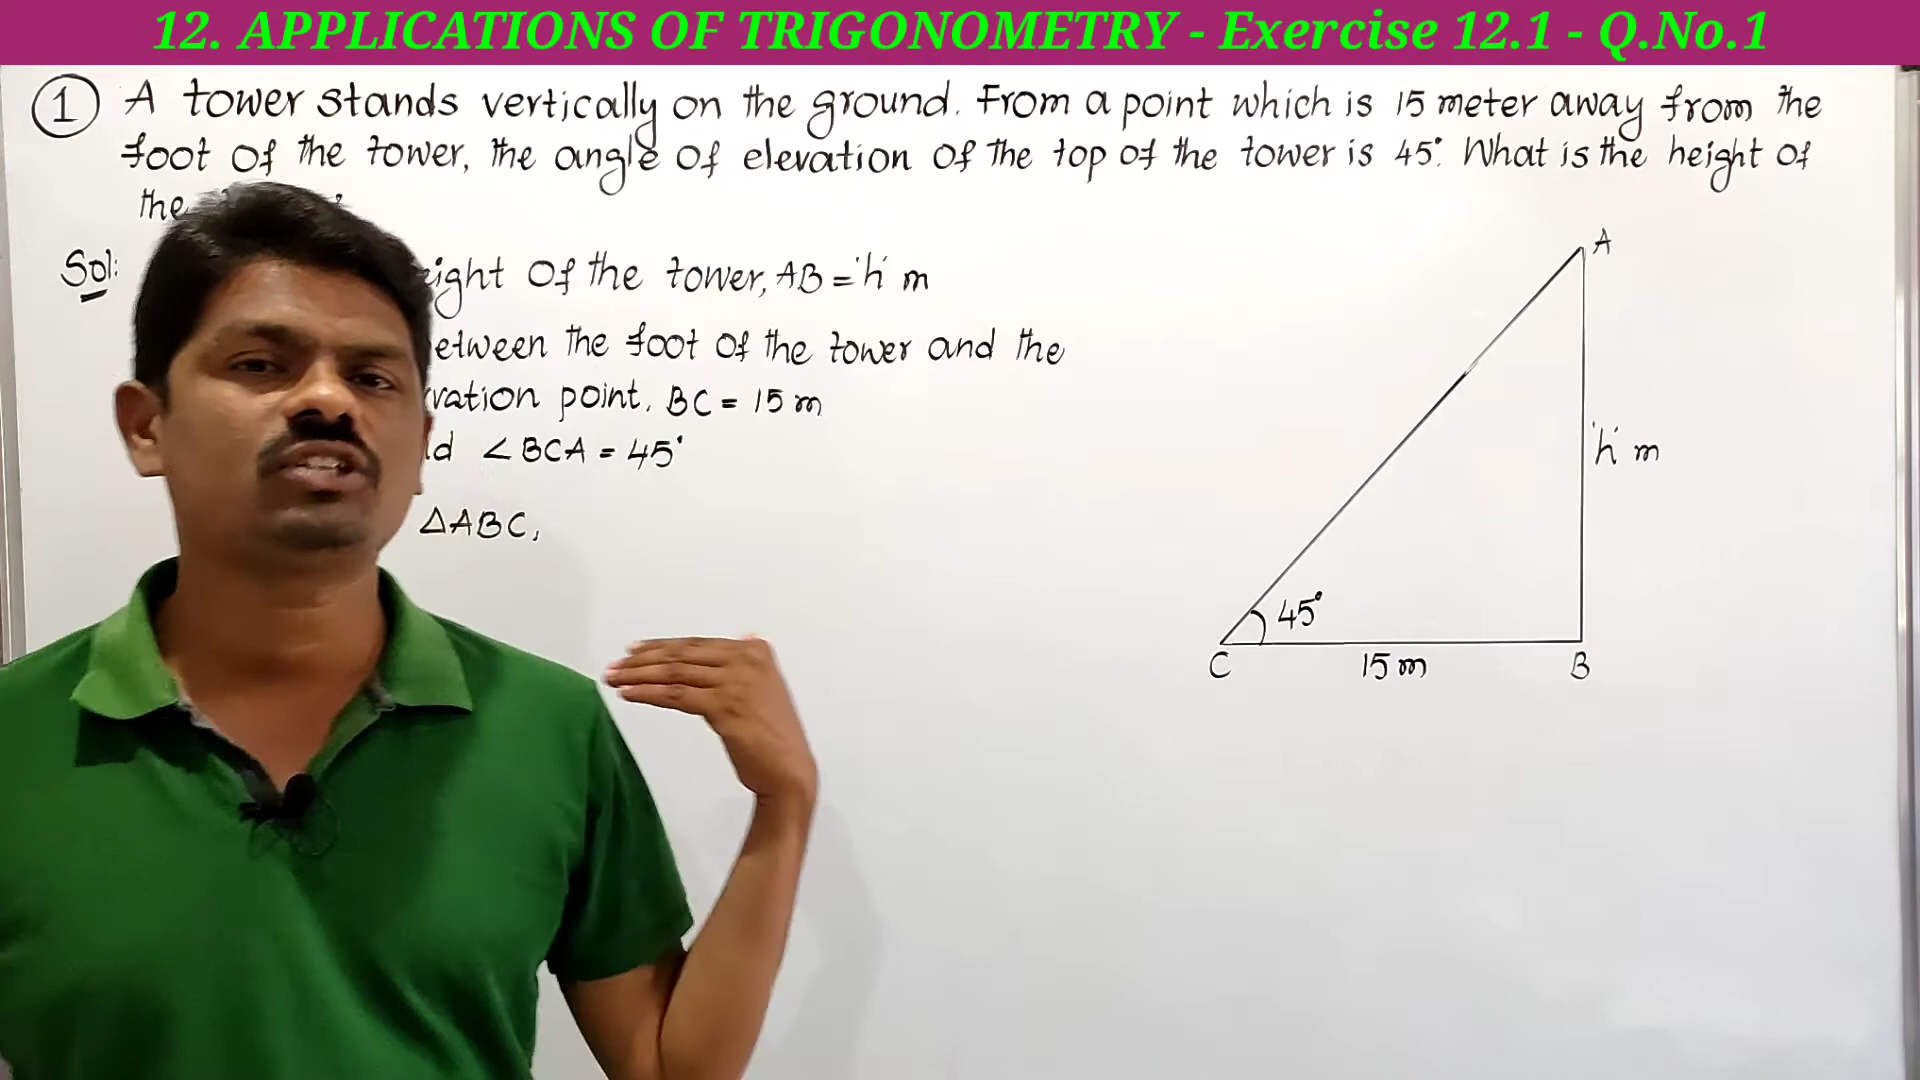 12. APPLICATIONS OF TRIGONOMETRY - Exercise 12.1 - Q.No.1
1 A tower stands vertically on the ground. From a point which is 15 meter away from the
foot of the tower, the angle of elevation of the top of the tower is 45°. What is the height of
the
Sol: of the tower, AB = 'h' m
the foot of the tower and the
point, BC = 15 m
∠BCA = 45°
ΔABC,
A
'h' m
45°
C 15 m B